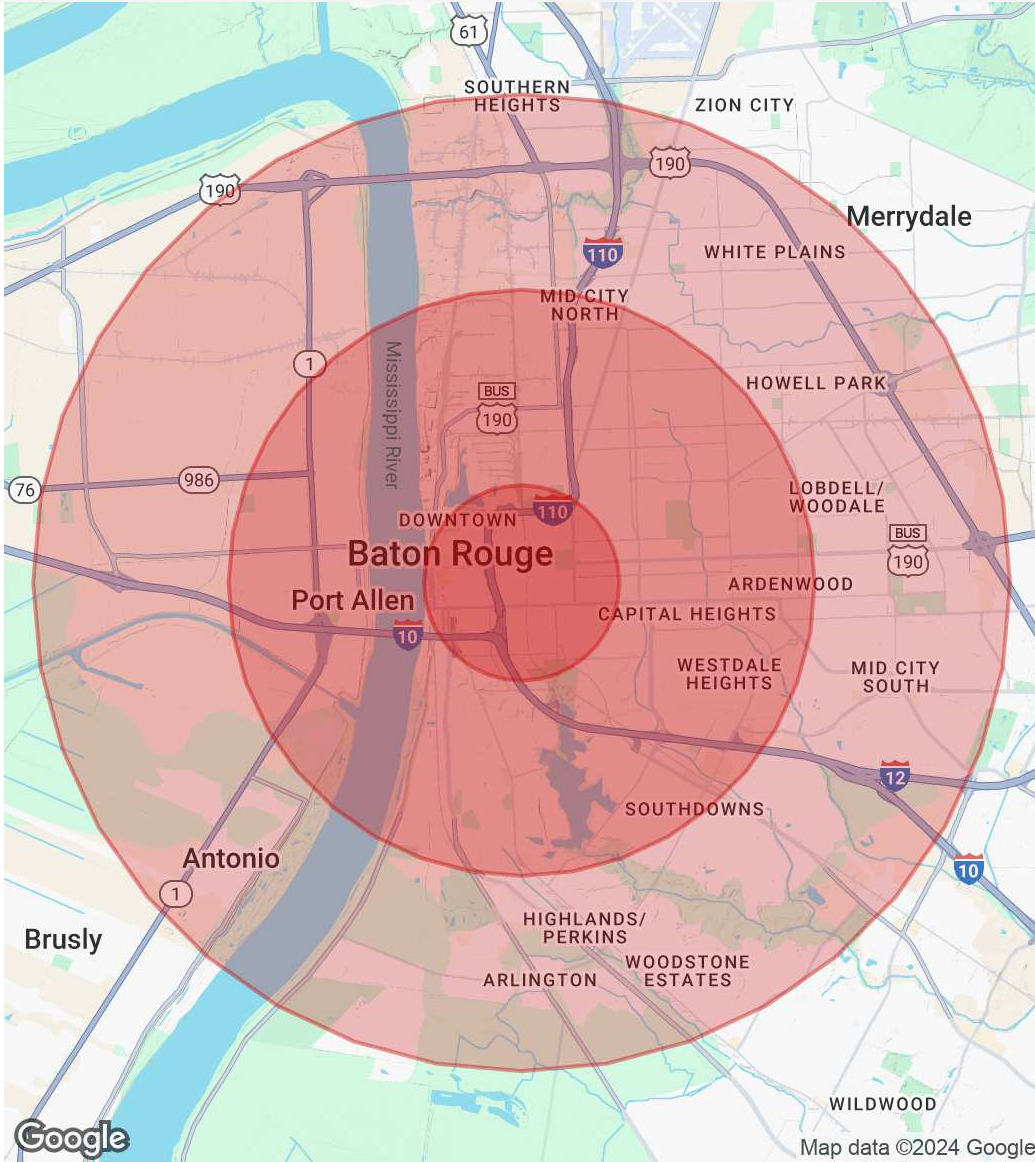 61
SOUTHERN
HEIGHTS
ZION CITY
190
190
Merrydale
110
WHITE PLAINS
MID CITY
NORTH
1
Mississippi River
HOWELL PARK
BUS
190
76
986
LOBDELL/
WOODALE
110
DOWNTOWN
BUS
190
Baton Rouge
ARDENWOOD
Port Allen
CAPITAL HEIGHTS
10
WESTDALE
HEIGHTS
MID CITY
SOUTH
12
SOUTHDOWNS
Antonio
10
1
HIGHLANDS/
PERKINS
Brusly
WOODSTONE
ESTATES
ARLINGTON
WILDWOOD
Google
Map data ©2024 Google